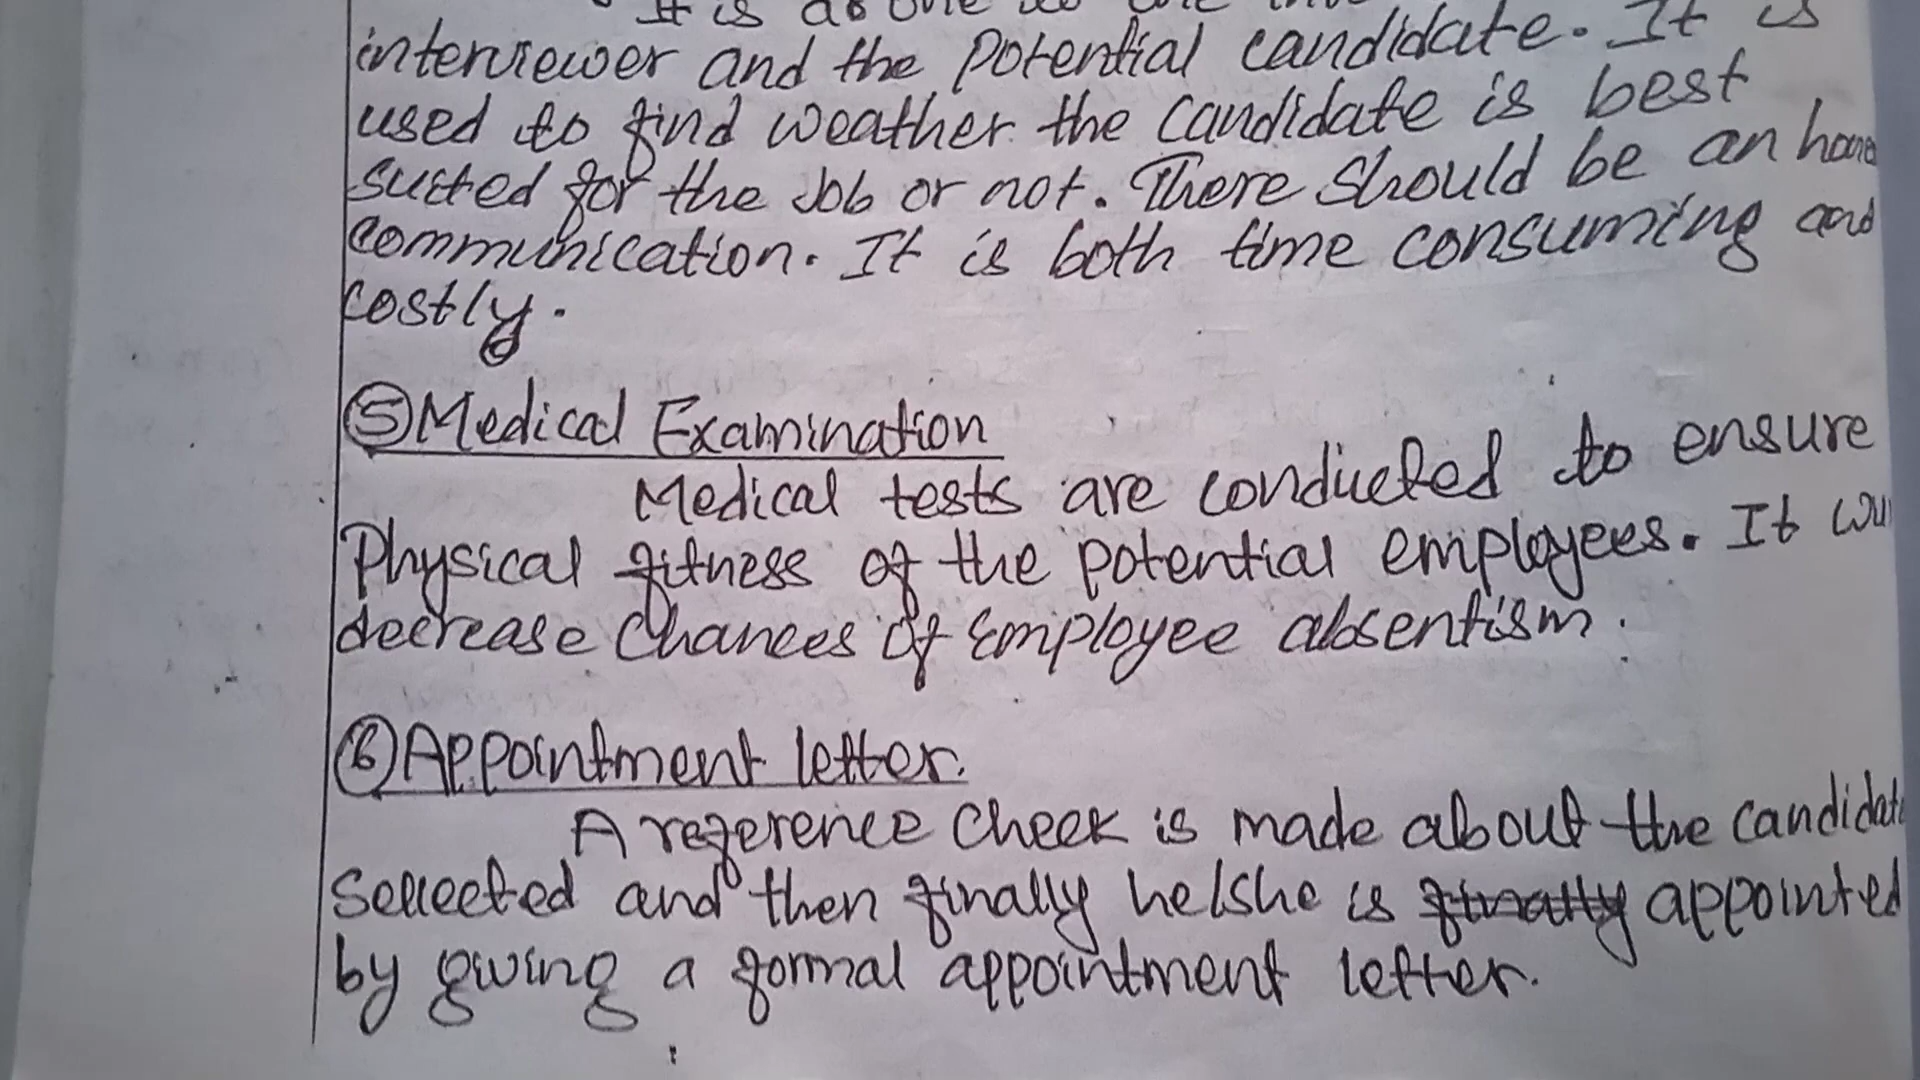 It is
interviewer and the potential candidate. It is
used to find weather the candidate is best
suited for the Job or not. There should be an
communication. It is both time consuming and
costly.
⑤ Medical Examination
Medical tests are conducted to ensure
Physical fitness of the potential employees. It
decrease chances of Employee absentism.
⑥ Appointment letter.
A reference check is made about the
Sellected and then finally he/she is finally appointed
by giving a formal appointment letter.